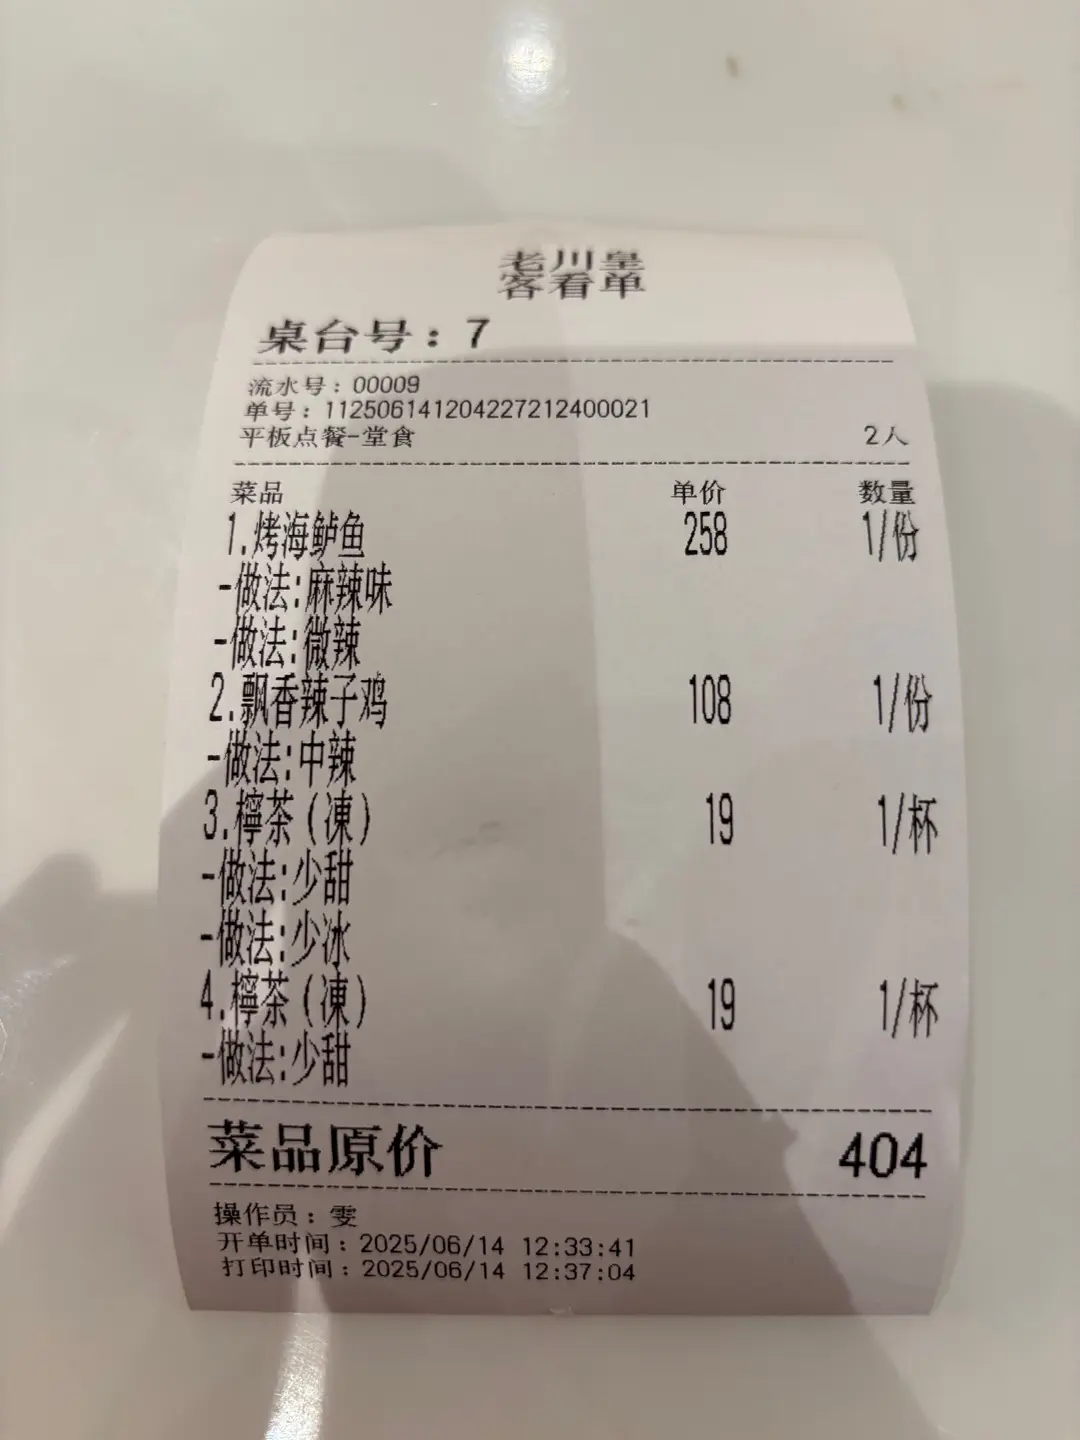 老川皇
客看单
桌台号：7
流水号：00009
单号：112506141204227212400021
平板点餐-堂食 2人
菜品 单价 数量
1.烤海鲈鱼 258 1/份
-做法:麻辣味
-做法:微辣
2.飘香辣子鸡 108 1/份
-做法:中辣
3.檸茶(凍) 19 1/杯
-做法:少甜
-做法:少冰
4.檸茶(凍) 19 1/杯
-做法:少甜
菜品原价 404
操作员：雯
开单时间：2025/06/14 12:33:41
打印时间：2025/06/14 12:37:04